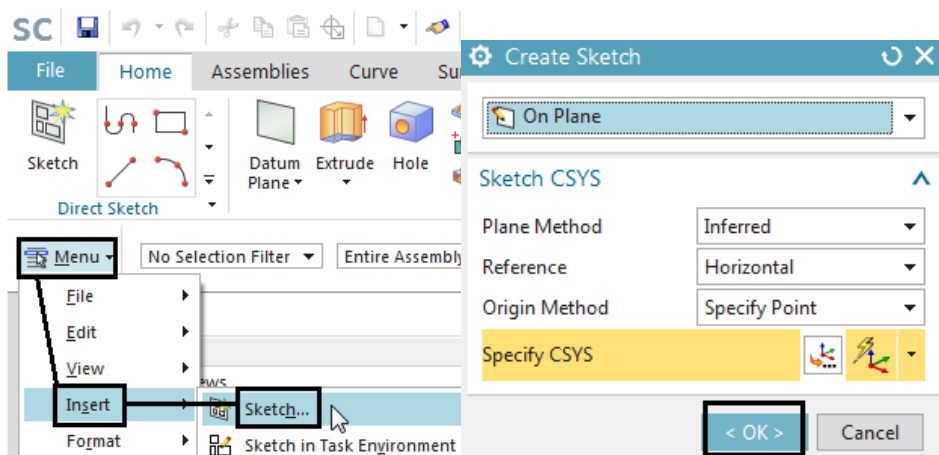 SC
File Home Assemblies Curve Su
Sketch
Datum Plane
Extrude
Hole
Direct Sketch
Menu
No Selection Filter
Entire Assembly
File
Edit
View
Insert
Format
Sketch...
Sketch in Task Environment
Create Sketch
On Plane
Sketch CSYS
Plane Method Inferred
Reference Horizontal
Origin Method Specify Point
Specify CSYS
< OK > Cancel